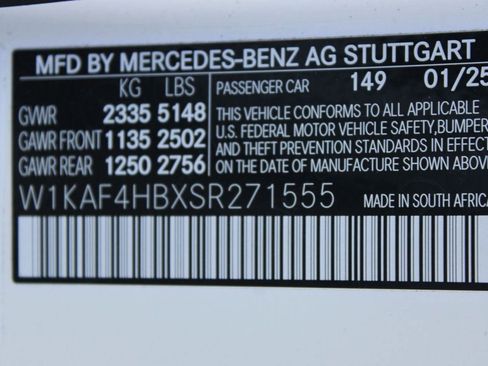 MFD BY MERCEDES-BENZ AG STUTTGART
KG LBS
PASSENGER CAR 149 01/25
GVWR 2335 5148
GAWR FRONT 1135 2502
GAWR REAR 1250 2756
THIS VEHICLE CONFORMS TO ALL APPLICABLE
U.S. FEDERAL MOTOR VEHICLE SAFETY, BUMPER
AND THEFT PREVENTION STANDARDS IN EFFECT
THE DATE OF MANUFACTURE SHOWN ABOVE.
W1KAF4HBXSR271555
MADE IN SOUTH AFRICA